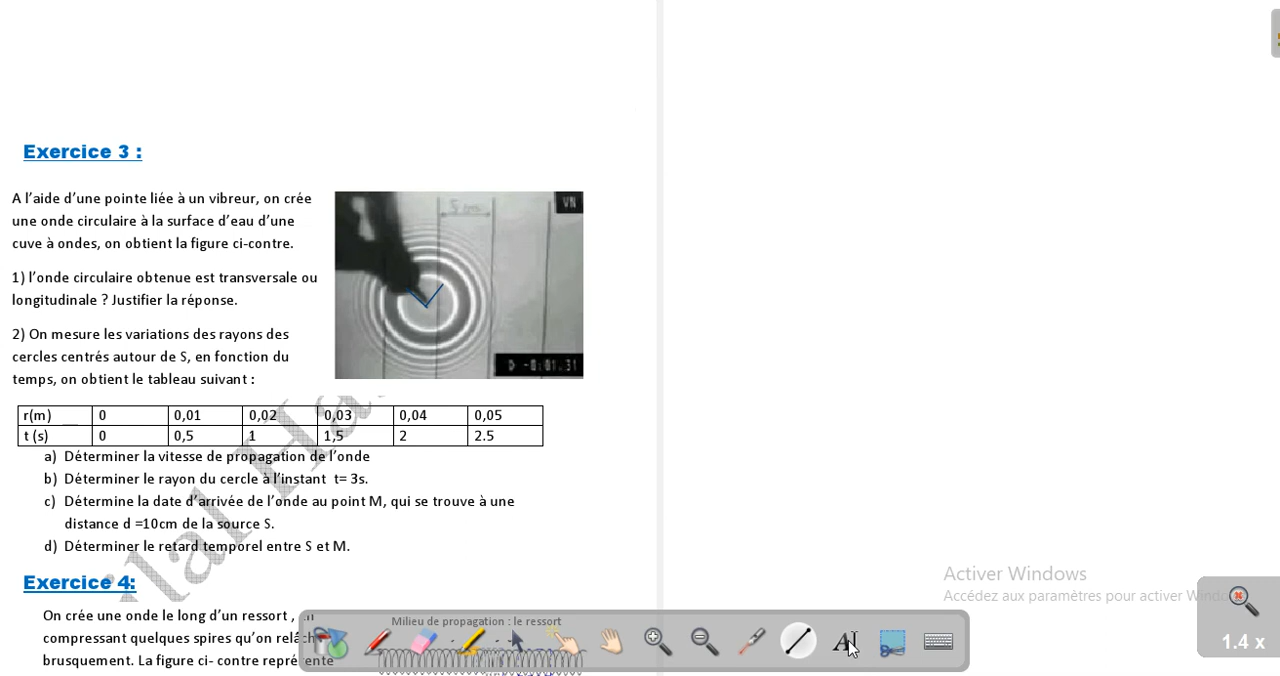 Exercice 3 :
A l'aide d'une pointe liée à un vibreur, on crée
une onde circulaire à la surface d'eau d'une
cuve à ondes, on obtient la figure ci-contre.
1) l'onde circulaire obtenue est transversale ou
longitudinale ? Justifier la réponse.
2) On mesure les variations des rayons des
cercles centrés autour de S, en fonction du
temps, on obtient le tableau suivant :
VN
r(m) 0 0,01 0,02 0,03 0,04 0,05
t (s) 0 0,5 1 1,5 2 2.5
a) Déterminer la vitesse de propagation de l'onde
b) Déterminer le rayon du cercle à l'instant t= 3s.
c) Détermine la date d'arrivée de l'onde au point M, qui se trouve à une
distance d =10cm de la source S.
d) Déterminer le retard temporel entre S et M.
Exercice 4:
On crée une onde le long d'un ressort ,
compressant quelques spires qu'on
brusquement. La figure ci- contre représente
Milieu de propagation : le ressort
Activer Windows
Accédez aux paramètres pour activer
1.4 x